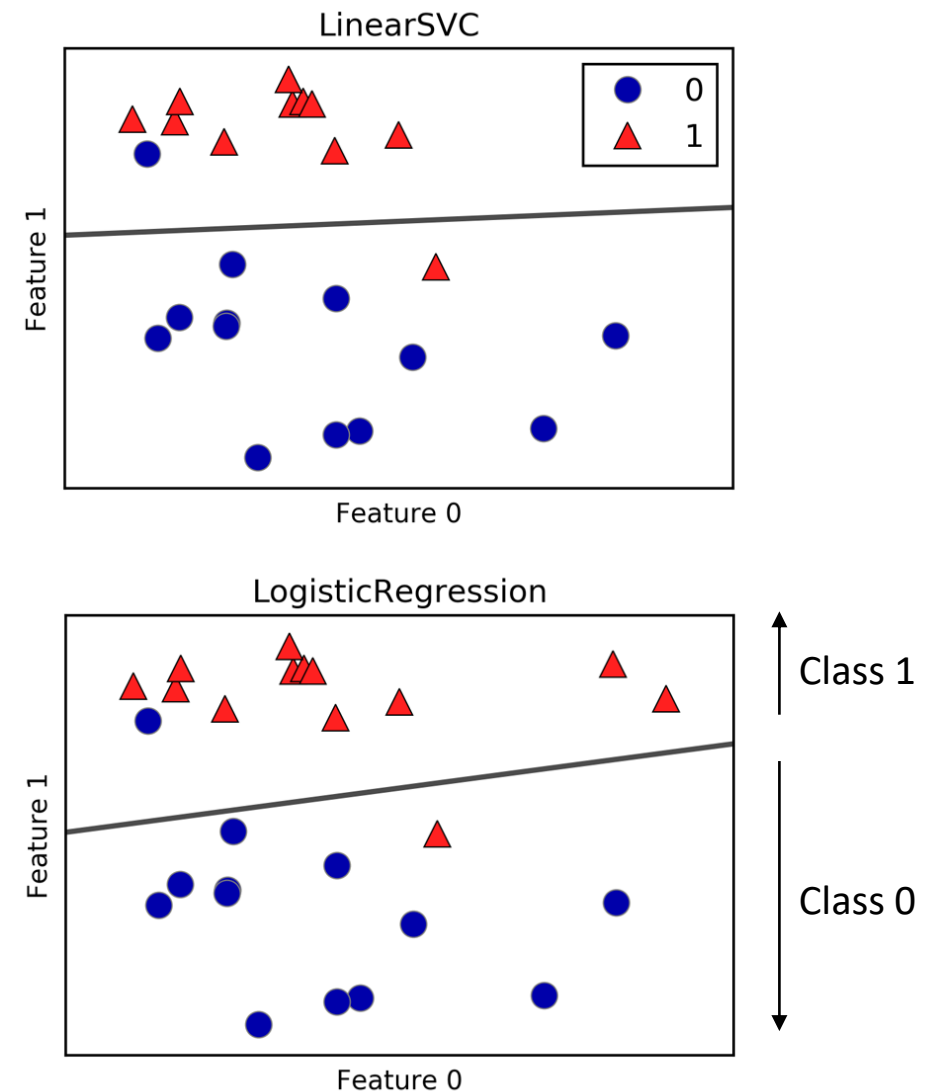 LinearSVC
0
1
Feature 1
Feature 0
LogisticRegression
Class 1
Feature 1
Class 0
Feature 0